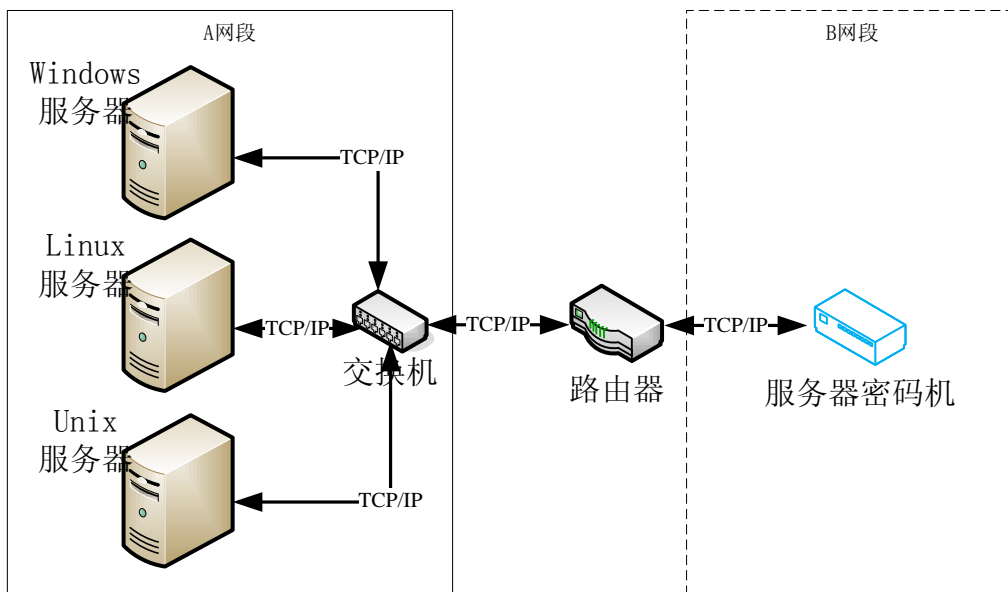 A网段
B网段
Windows
服务器
TCP/IP
Linux
服务器
TCP/IP
TCP/IP
TCP/IP
交换机
路由器
服务器密码机
Unix
服务器
TCP/IP